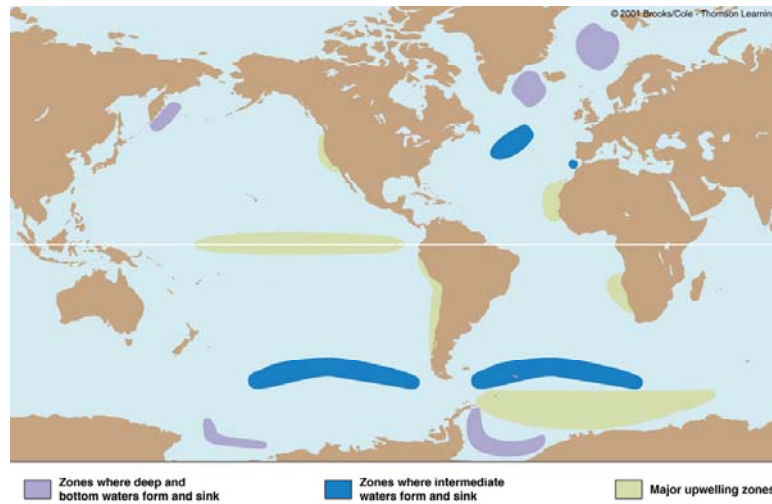 © 2001 Brooks/Cole - Thomson Learning
Zones where deep and
bottom waters form and sink
Zones where intermediate
waters form and sink
Major upwelling zones